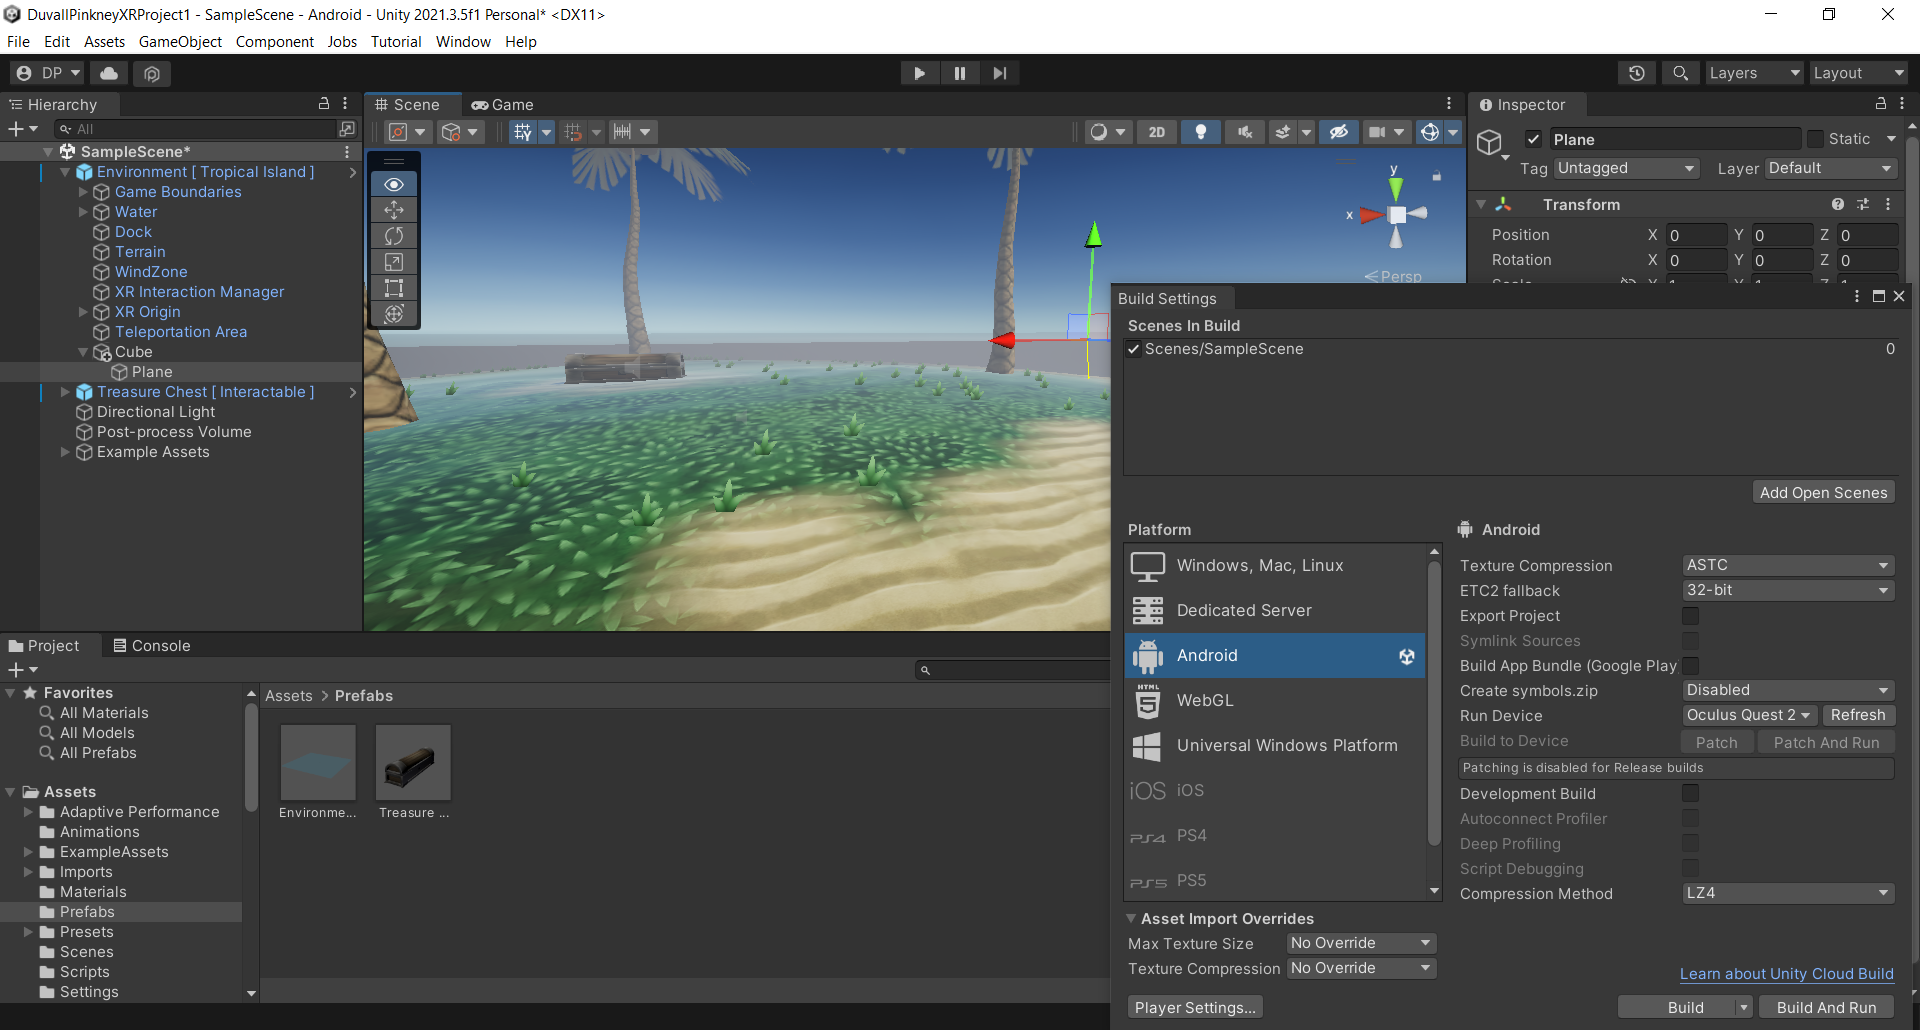 DuvallPinkneyXRProject1 - SampleScene - Android - Unity 2021.3.5f1 Personal* <DX11>
File Edit Assets GameObject Component Jobs Tutorial Window Help
DP Layers Layout
Hierarchy
All
SampleScene*
Environment [ Tropical Island ]
Game Boundaries
Water
Dock
Terrain
WindZone
XR Interaction Manager
XR Origin
Teleportation Area
Cube
Plane
Treasure Chest [ Interactable ]
Directional Light
Post-process Volume
Example Assets
Scene Game
2D
y
x
Persp
Inspector
Plane Static
Tag Untagged Layer Default
Transform
Position X 0 Y 0 Z 0
Rotation X 0 Y 0 Z 0
Build Settings
Scenes In Build
Scenes/SampleScene 0
Add Open Scenes
Platform
Windows, Mac, Linux
Dedicated Server
Android
HTML
5 WebGL
Universal Windows Platform
iOS iOS
PS4 PS4
PS5 PS5
Android
Texture Compression ASTC
ETC2 fallback 32-bit
Export Project
Symlink Sources
Build App Bundle (Google Play
Create symbols.zip Disabled
Run Device Oculus Quest 2 Refresh
Build to Device Patch Patch And Run
Patching is disabled for Release builds
Development Build
Autoconnect Profiler
Deep Profiling
Script Debugging
Compression Method LZ4
Asset Import Overrides
Max Texture Size No Override
Texture Compression No Override
Learn about Unity Cloud Build
Player Settings... Build Build And Run
Project Console
Favorites
All Materials
All Models
All Prefabs
Assets
Adaptive Performance
Animations
ExampleAssets
Imports
Materials
Prefabs
Presets
Scenes
Scripts
Settings
Assets > Prefabs
Environme... Treasure ...